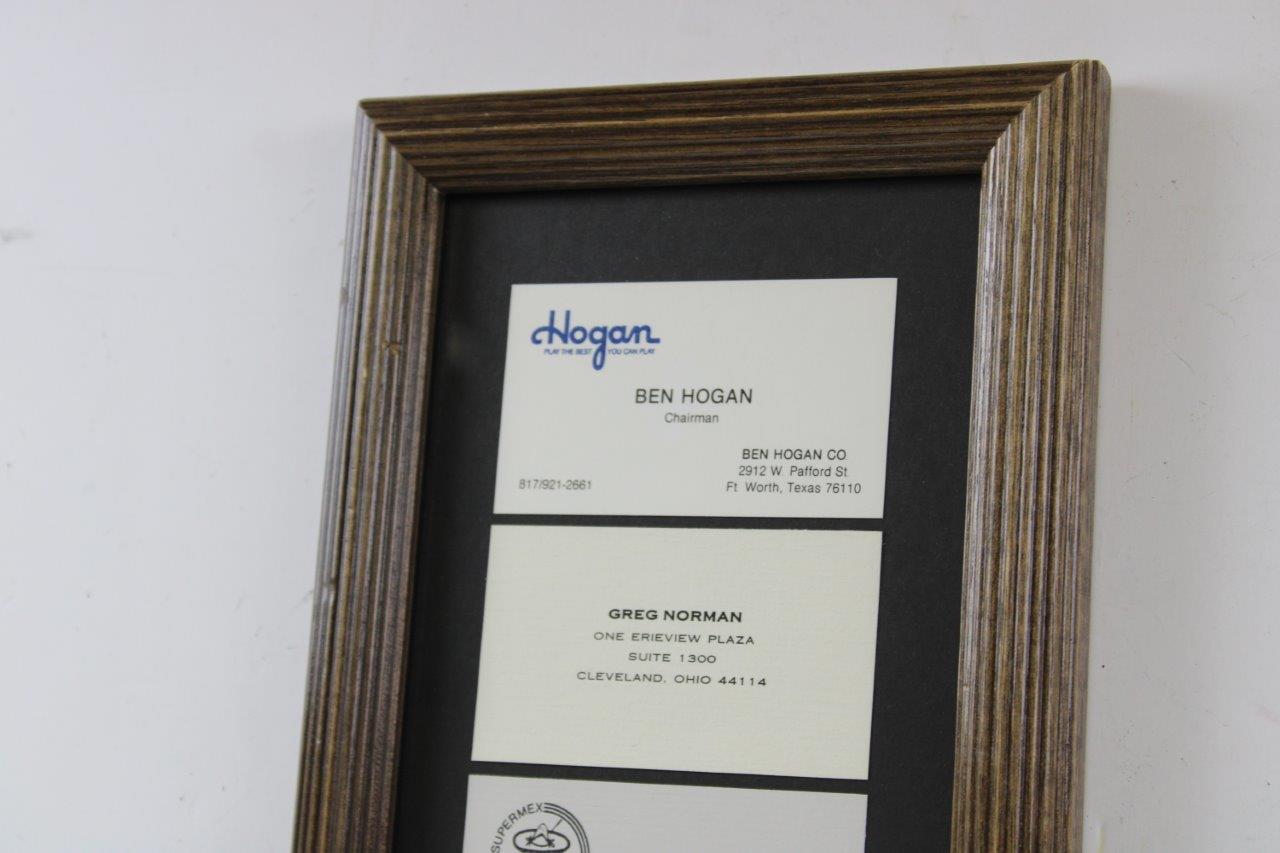 Hogan
PLAY THE BEST YOU CAN PLAY
BEN HOGAN
Chairman
BEN HOGAN CO
2912 W. Pafford St.
817/921-2661
Ft. Worth, Texas 76110
GREG NORMAN
ONE ERIEVIEW PLAZA
SUITE 1300
CLEVELAND, OHIO 44114
SUPERMEX